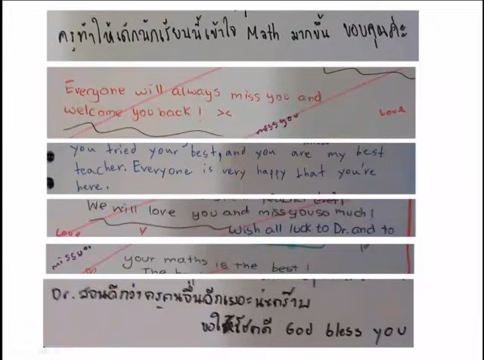 ครูทำให้เด็กนักเรียนนี้เข้าใจ Math มากขึ้น ขอบคุณค่ะ
Everyone will always miss you and
welcome you back! ><
miss you
Love
You tried your best, and you are my best
teacher. Everyone is very happy that you're
here.
We will love you and miss you so much!
Love
Wish all luck to Dr. and to
miss you
your maths is the best!
Dr. สอนดีกว่าครูคนอื่นอีกเยอะน่ะคร๊าบ
ขอให้โชคดี God bless you